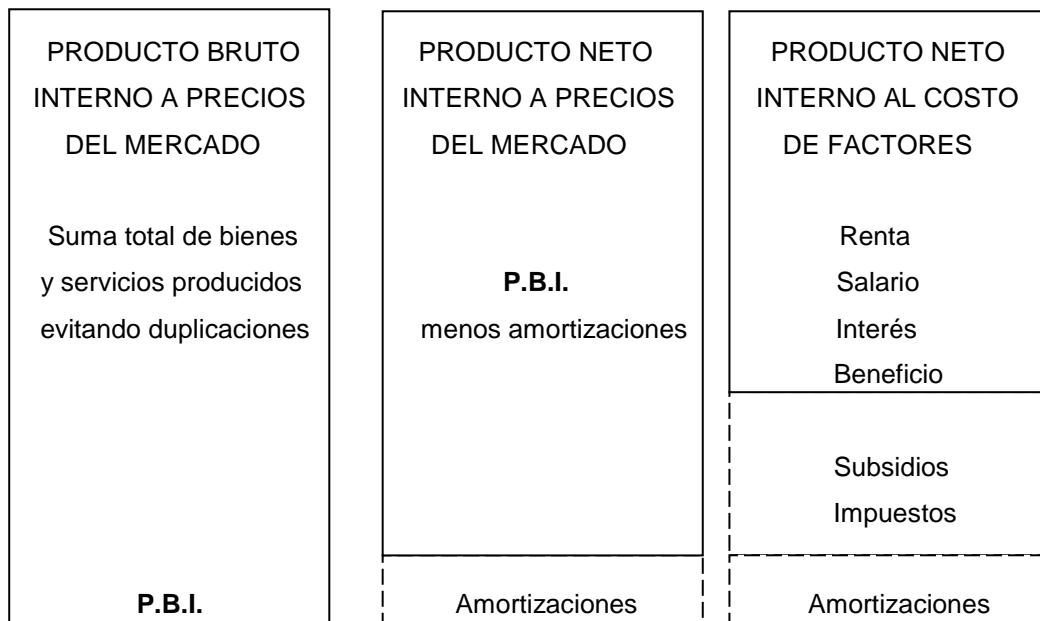 PRODUCTO BRUTO
INTERNO A PRECIOS
DEL MERCADO
Suma total de bienes
y servicios producidos
evitando duplicaciones
P.B.I.
PRODUCTO NETO
INTERNO A PRECIOS
DEL MERCADO
P.B.I.
menos amortizaciones
Amortizaciones
PRODUCTO NETO
INTERNO AL COSTO
DE FACTORES
Renta
Salario
Interés
Beneficio
Subsidios
Impuestos
Amortizaciones